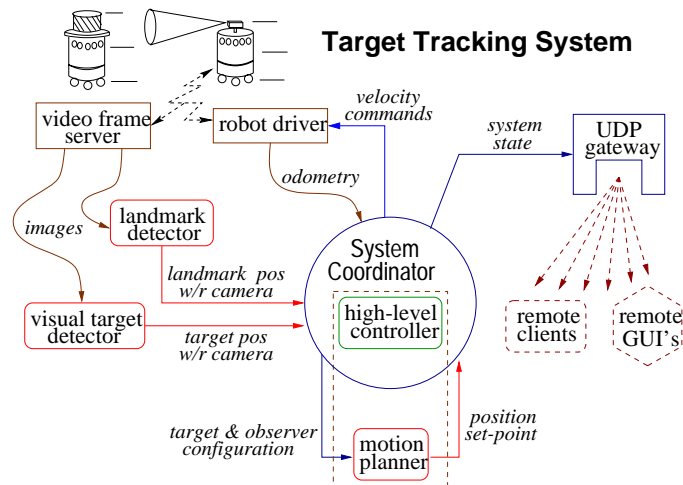 Target Tracking System
video frame
server
robot driver
velocity
commands
system
state
UDP
gateway
odometry
images
landmark
detector
System
Coordinator
landmark pos
w/r camera
high-level
controller
visual target
detector
target pos
w/r camera
remote
clients
remote
GUI's
target & observer
configuration
motion
planner
position
set-point